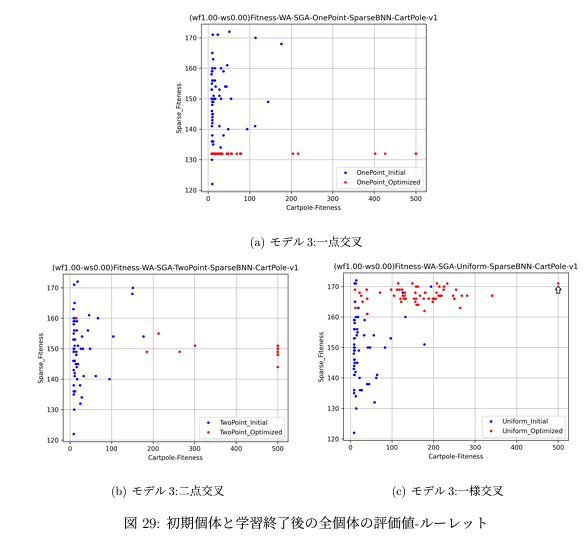 (wf1.00-ws0.00)Fitness-WA-SGA-OnePoint-SparseBNN-CartPole-v1
170
160
150
140
130
120
Sparse_Fiteness
0
100
200
300
400
500
Cartpole-Fiteness
OnePoint_Initial
OnePoint_Optimized
(a) モデル3:一点交叉
(wf1.00-ws0.00)Fitness-WA-SGA-TwoPoint-SparseBNN-CartPole-v1
170
160
150
140
130
120
Sparse_Fiteness
0
100
200
300
400
500
Cartpole-Fiteness
TwoPoint_Initial
TwoPoint_Optimized
(b) モデル3:二点交叉
(wf1.00-ws0.00)Fitness-WA-SGA-Uniform-SparseBNN-CartPole-v1
170
160
150
140
130
120
Sparse_Fiteness
0
100
200
300
400
500
Cartpole-Fiteness
Uniform_Initial
Uniform_Optimized
(c) モデル3:一様交叉
図 29: 初期個体と学習終了後の全個体の評価値-ルーレット